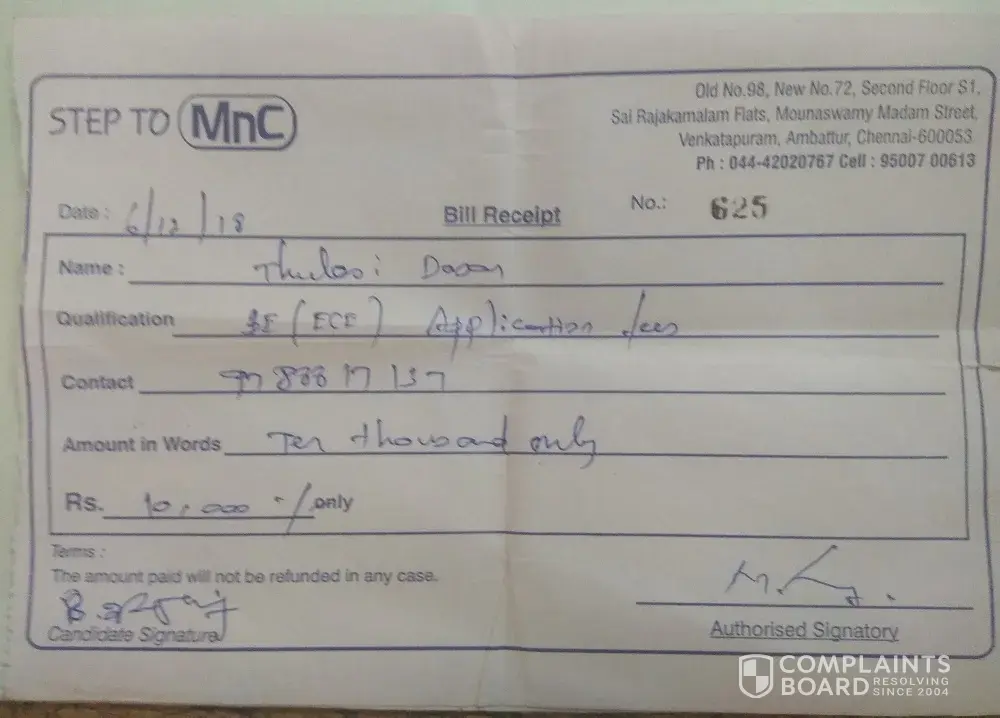 STEP TO MnC
Old No.98, New No.72, Second Floor S1,
Sai Rajakamalam Flats, Mounaswamy Madam Street,
Venkatapuram, Ambattur, Chennai-600053
Ph : 044-42020767 Cell : 95007 00613
Date : 6/12/18 Bill Receipt No.: 625
Name : Thulasi Dasan
Qualification BE (ECE) Application fees
Contact
Amount in Words Ten thousand only
Rs. 10,000 -/ only
Terms :
The amount paid will not be refunded in any case.
Candidate Signature
Authorised Signatory
COMPLAINTS
BOARD RESOLVING
SINCE 2004